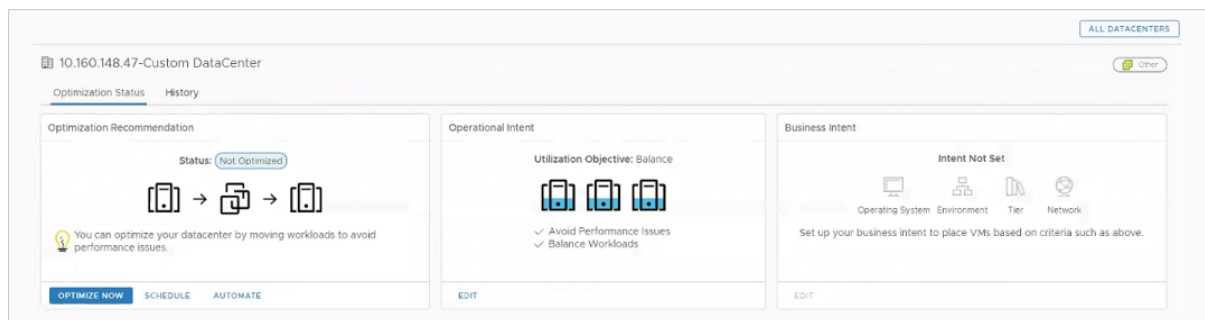 ALL DATACENTERS
10.160.148.47-Custom DataCenter
Other
Optimization Status
History
Optimization Recommendation
Status: Not Optimized
You can optimize your datacenter by moving workloads to avoid
performance issues.
OPTIMIZE NOW
SCHEDULE
AUTOMATE
Operational Intent
Utilization Objective: Balance
Avoid Performance Issues
Balance Workloads
EDIT
Business Intent
Intent Not Set
Operating System
Environment
Tier
Network
Set up your business intent to place VMs based on criteria such as above.
EDIT